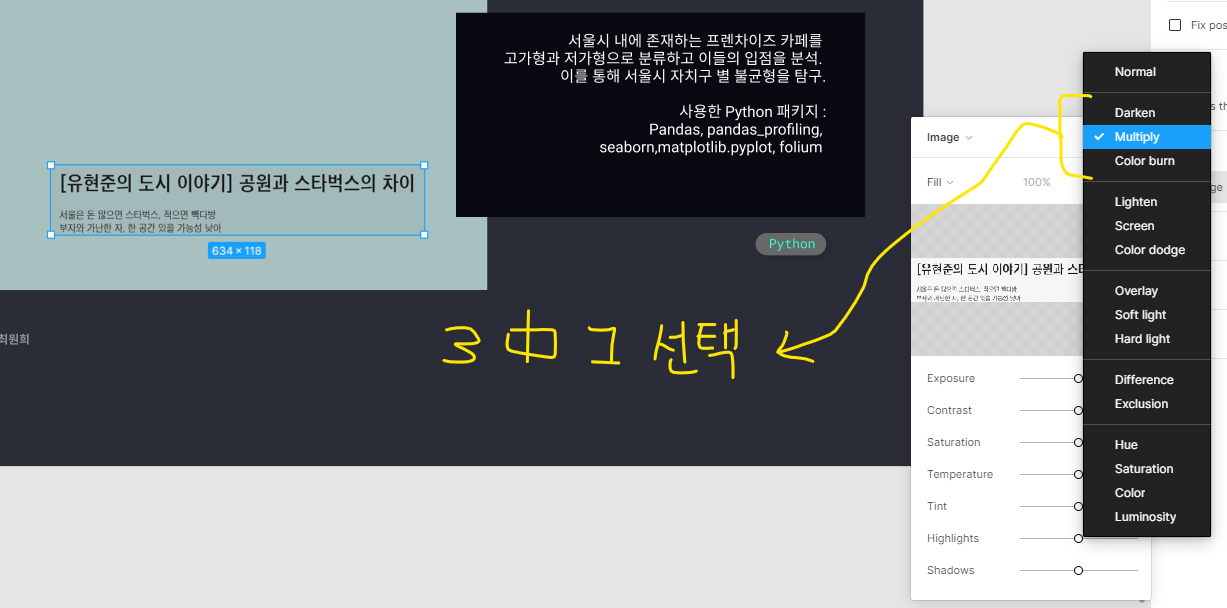 서울시 내에 존재하는 프렌차이즈 카페를
고가형과 저가형으로 분류하고 이들의 입점을 분석.
이를 통해 서울시 자치구 별 불균형을 탐구.
사용한 Python 패키지 :
Pandas, pandas_profiling,
seaborn,matplotlib.pyplot, folium
Python
[유현준의 도시 이야기] 공원과 스타벅스의 차이
서울은 돈 많으면 스타벅스, 적으면 빽다방
부자와 가난한 자, 한 공간 있을 가능성 낮아
634 × 118
최원희
3 中 1 선택
Fix pos
Image
Fill
100%
[유현준의 도시 이야기] 공원과 스타
서울은 돈 많으면 스타벅스, 적으면 빽다방
부자와 가난한 자, 한 공간 있을 가능성 낮아
Exposure
Contrast
Saturation
Temperature
Tint
Highlights
Shadows
Normal
Darken
Multiply
Color burn
Lighten
Screen
Color dodge
Overlay
Soft light
Hard light
Difference
Exclusion
Hue
Saturation
Color
Luminosity